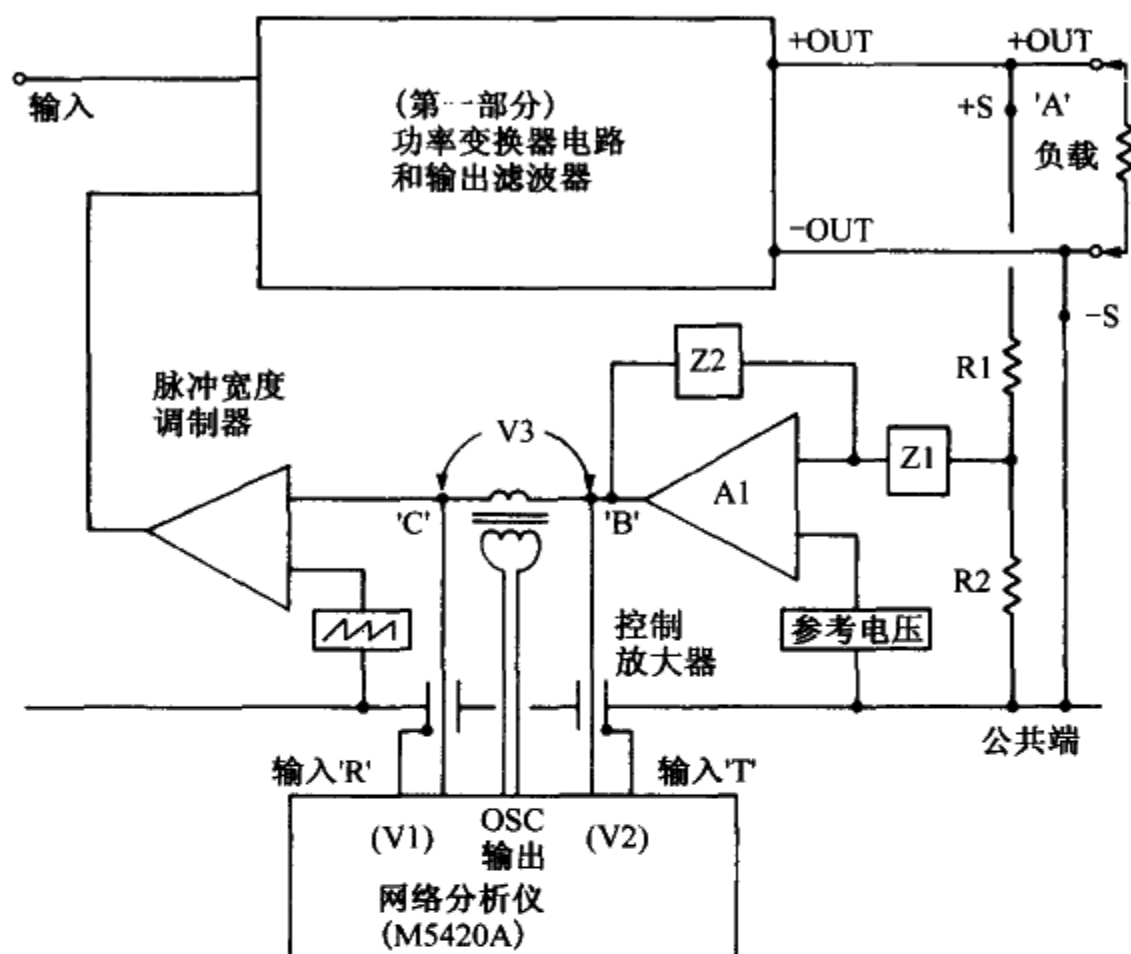 +OUT
+OUT
输入
(第一部分)
功率变换器电路
和输出滤波器
+S
'A'
负载
-OUT
-S
脉冲宽度
调制器
Z2
R1
V3
Z1
A1
'C'
'B'
R2
控制
放大器
参考电压
公共端
输入'R'
输入'T'
(V1)
OSC
输出
(V2)
网络分析仪
(M5420A)